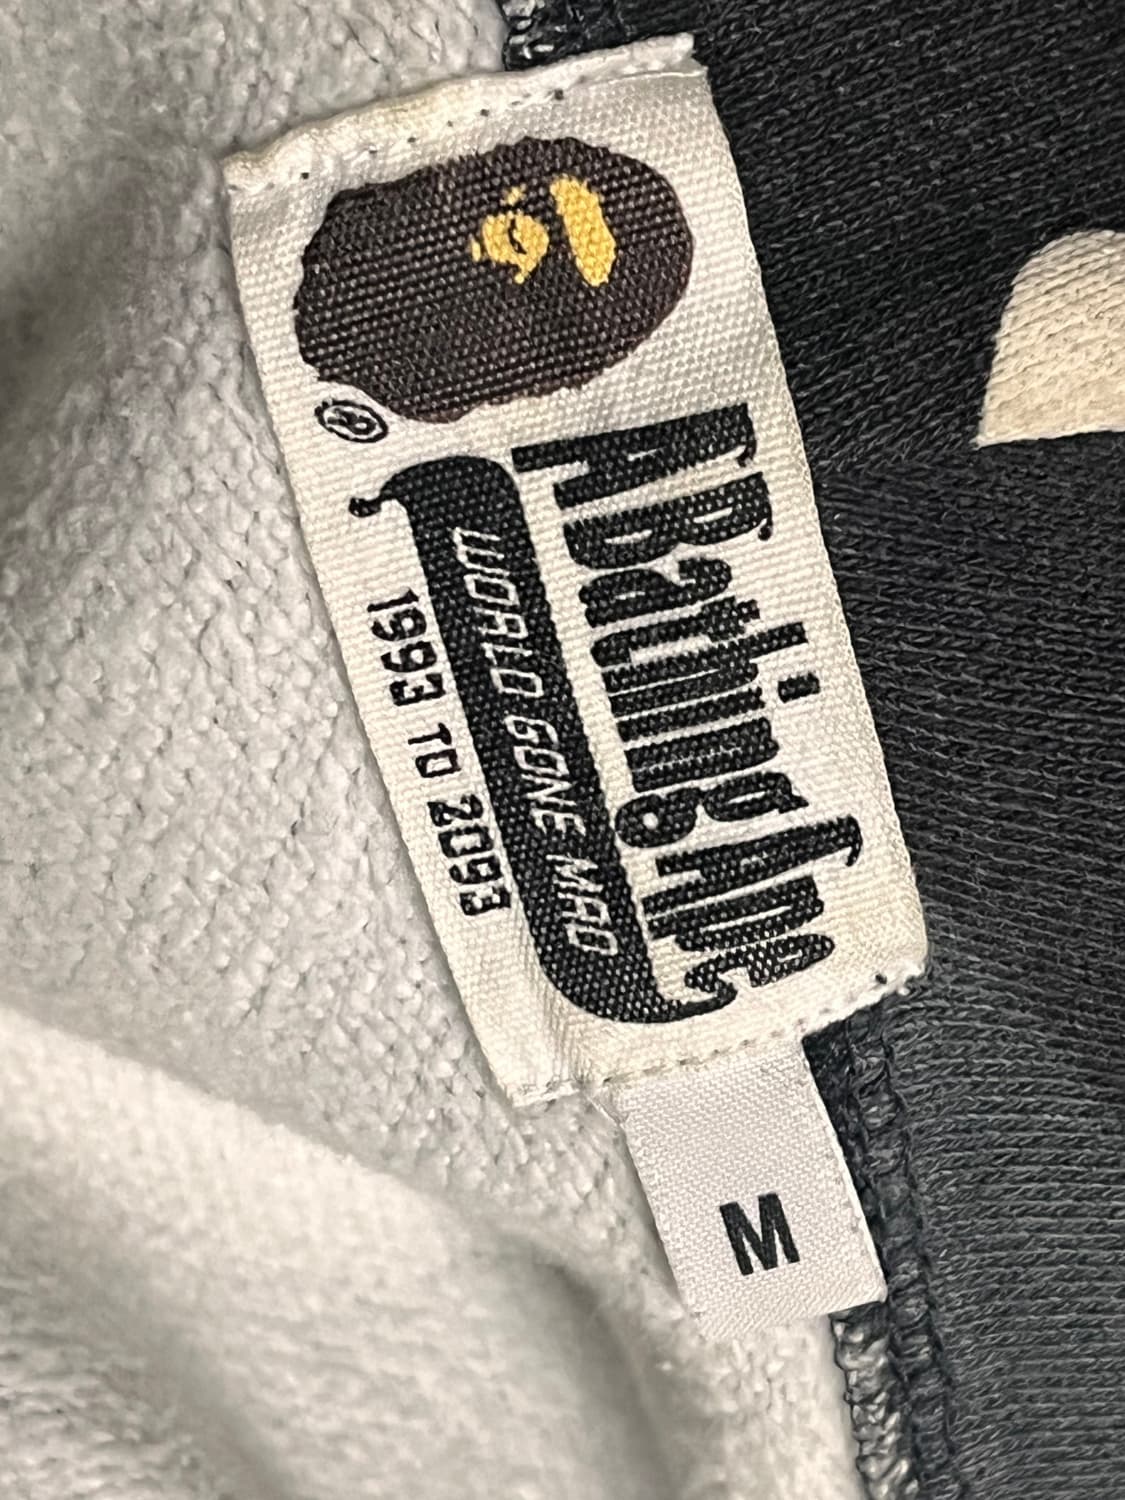 ®
A Bathing Ape
WORLD GONE MAD
1993 TO 2093
M